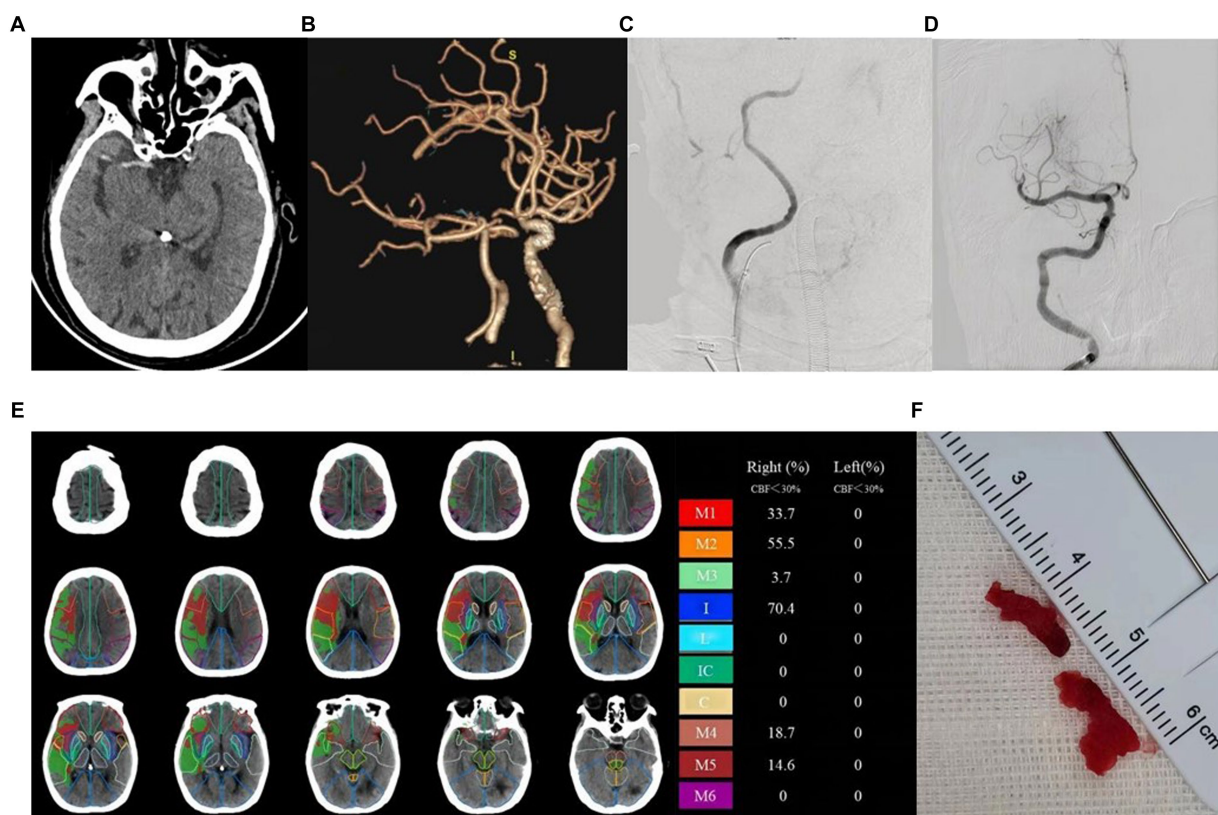 A
B
C
D
S
I
E
F
Right (%) Left(%)
CBF<30% CBF<30%
M1 33.7 0
M2 55.5 0
M3 3.7 0
I 70.4 0
L 0 0
IC 0 0
C 0 0
M4 18.7 0
M5 14.6 0
M6 0 0
3
4
5
6 cm